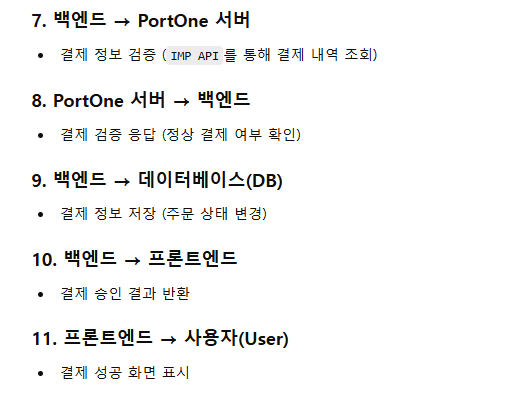 7. 백엔드 → PortOne 서버
• 결제 정보 검증 (IMP API를 통해 결제 내역 조회)
8. PortOne 서버 → 백엔드
• 결제 검증 응답 (정상 결제 여부 확인)
9. 백엔드 → 데이터베이스(DB)
• 결제 정보 저장 (주문 상태 변경)
10. 백엔드 → 프론트엔드
• 결제 승인 결과 반환
11. 프론트엔드 → 사용자(User)
• 결제 성공 화면 표시